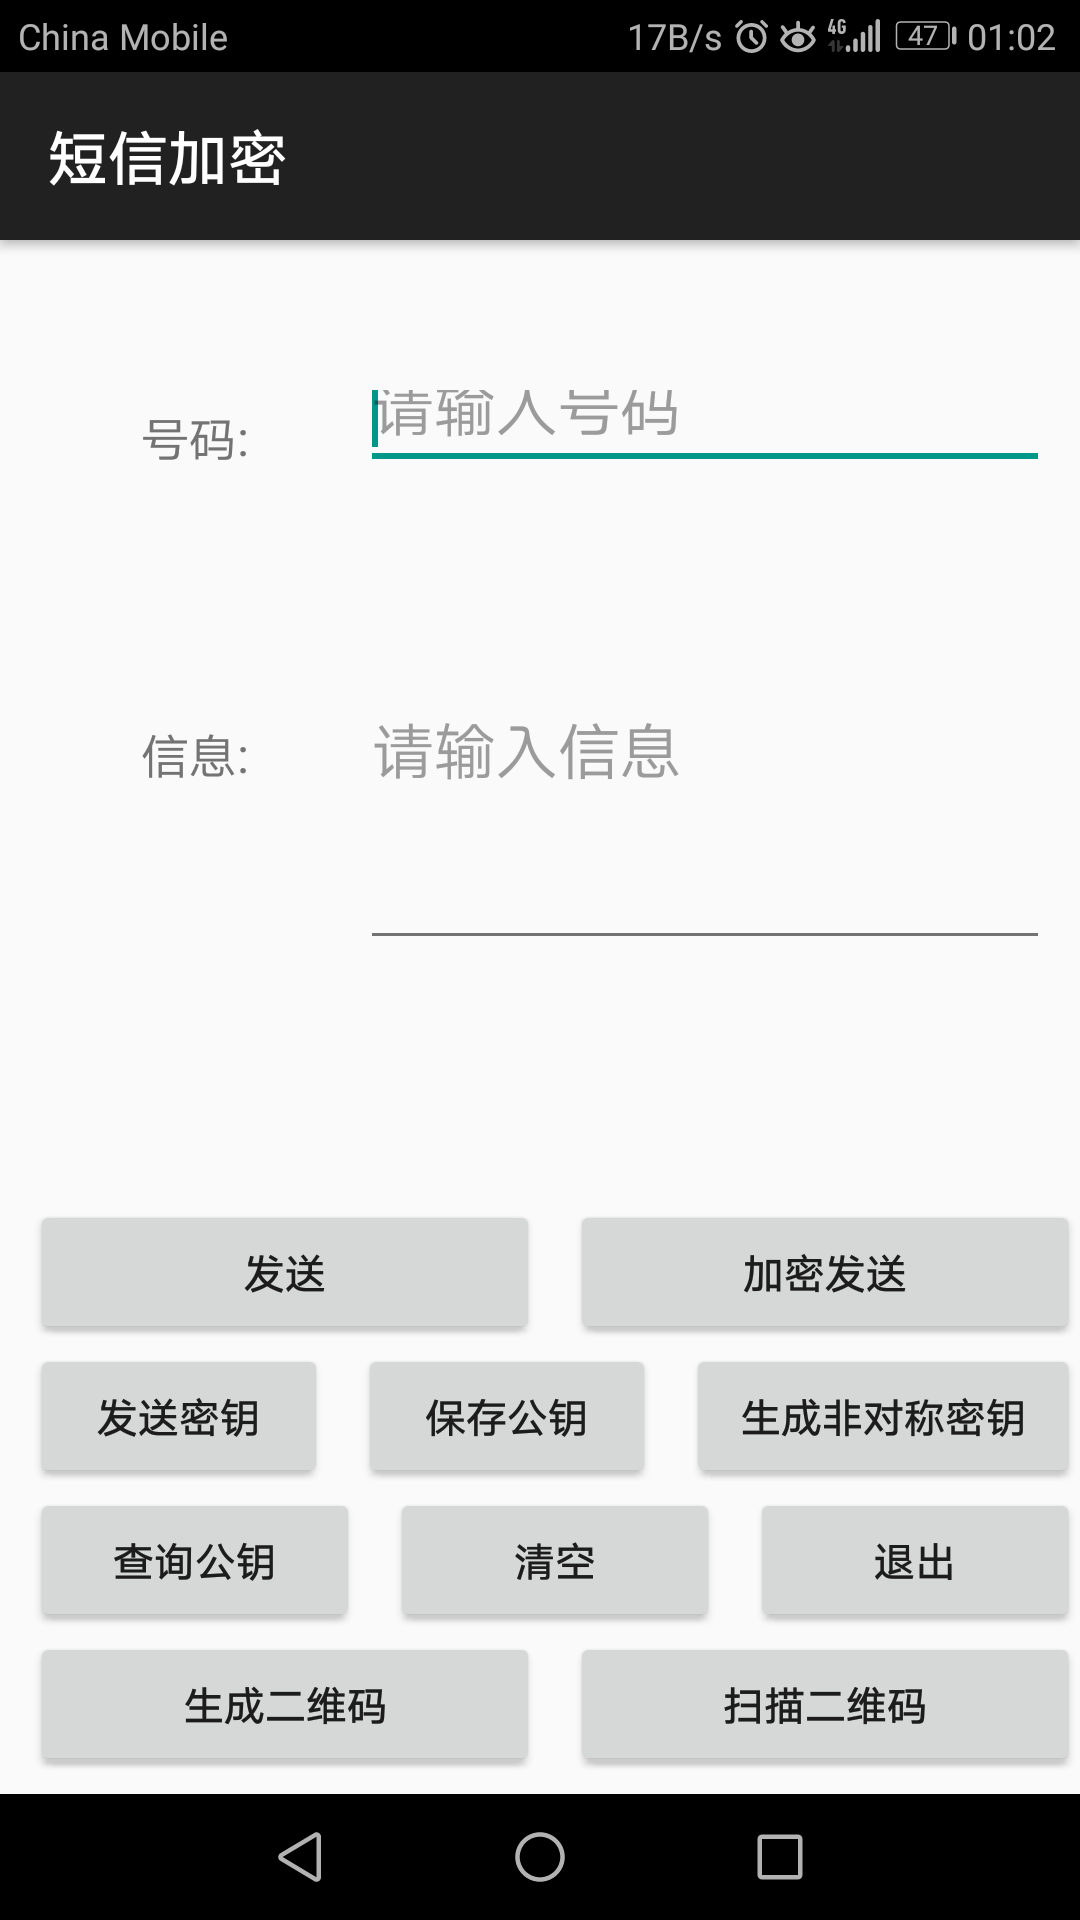 China Mobile 17B/s 4G 47 01:02
短信加密
号码: 请输入号码
信息: 请输入信息
发送 加密发送
发送密钥 保存公钥 生成非对称密钥
查询公钥 清空 退出
生成二维码 扫描二维码